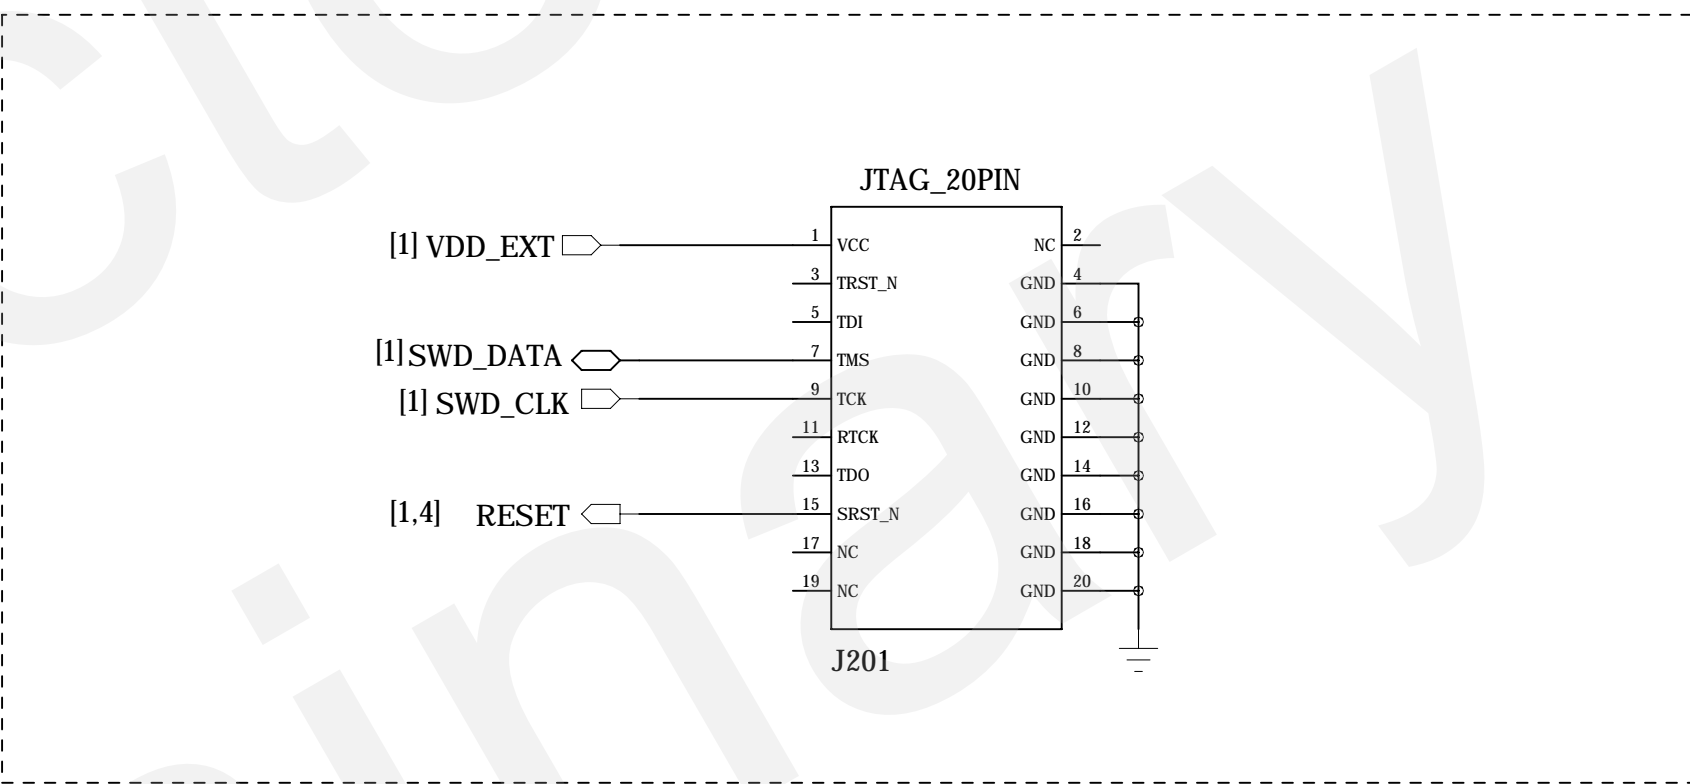 JTAG_20PIN
[1] VDD_EXT 1 VCC NC 2
3 TRST_N GND 4
5 TDI GND 6
[1] SWD_DATA 7 TMS GND 8
[1] SWD_CLK 9 TCK GND 10
11 RTCK GND 12
13 TDO GND 14
[1,4] RESET 15 SRST_N GND 16
17 NC GND 18
19 NC GND 20
J201